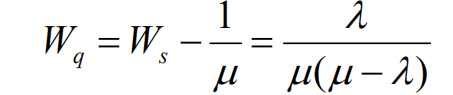 W_q = W_s − 1/μ = λ/μ(μ − λ)